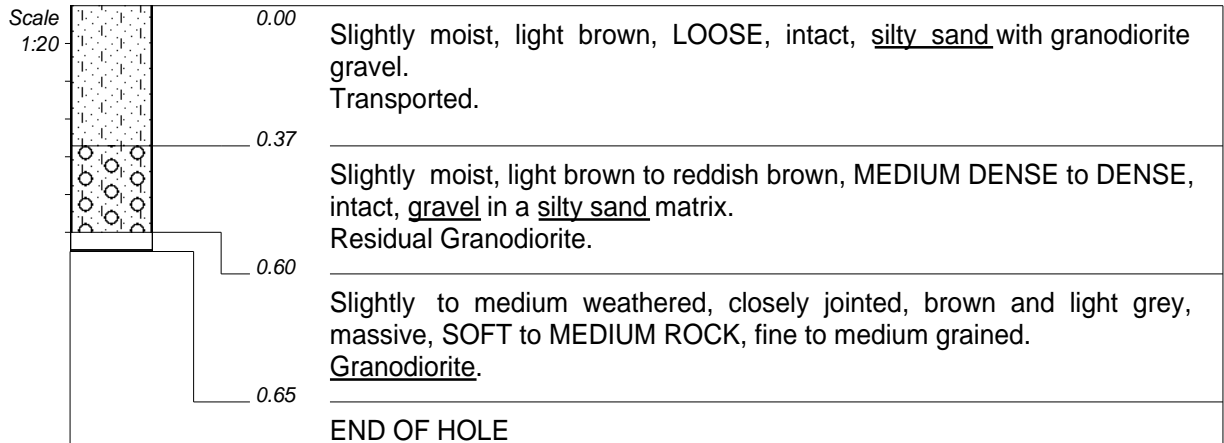 Scale
1:20
0.00
Slightly moist, light brown, LOOSE, intact, silty sand with granodiorite
gravel.
Transported.
0.37
Slightly moist, light brown to reddish brown, MEDIUM DENSE to DENSE,
intact, gravel in a silty sand matrix.
Residual Granodiorite.
0.60
Slightly to medium weathered, closely jointed, brown and light grey,
massive, SOFT to MEDIUM ROCK, fine to medium grained.
Granodiorite.
0.65
END OF HOLE